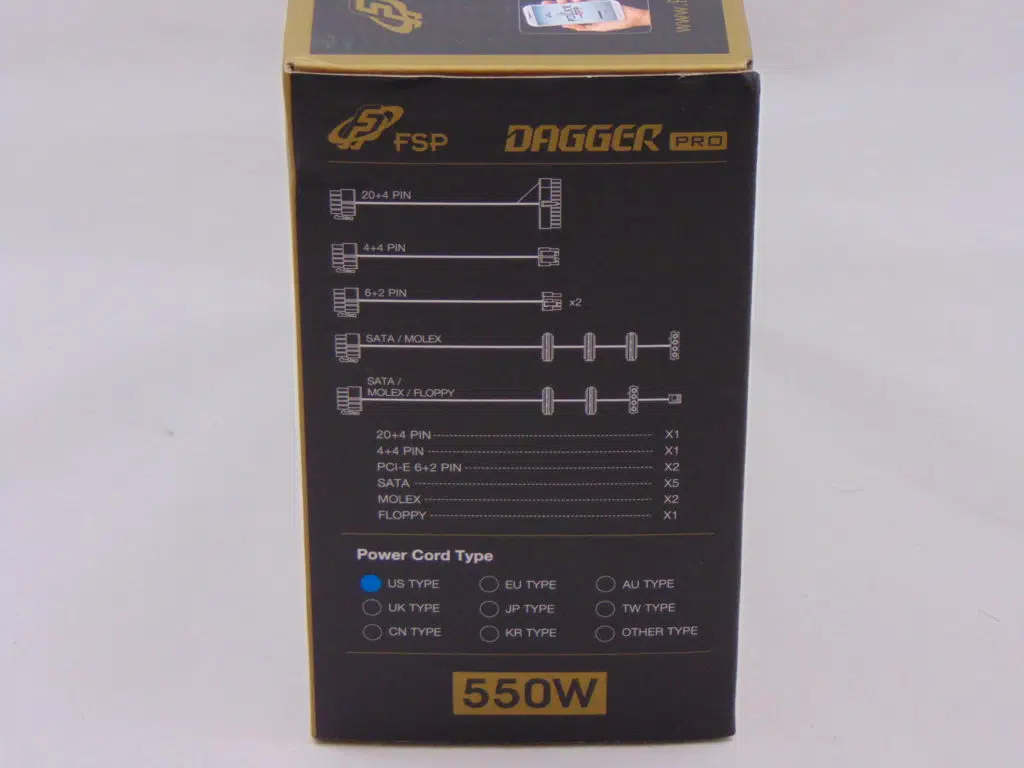 FSP
DAGGER PRO
20+4 PIN
4+4 PIN
6+2 PIN
x2
SATA / MOLEX
SATA /
MOLEX / FLOPPY
20+4 PIN X1
4+4 PIN X1
PCI-E 6+2 PIN X2
SATA X5
MOLEX X2
FLOPPY X1
Power Cord Type
US TYPE EU TYPE AU TYPE
UK TYPE JP TYPE TW TYPE
CN TYPE KR TYPE OTHER TYPE
550W